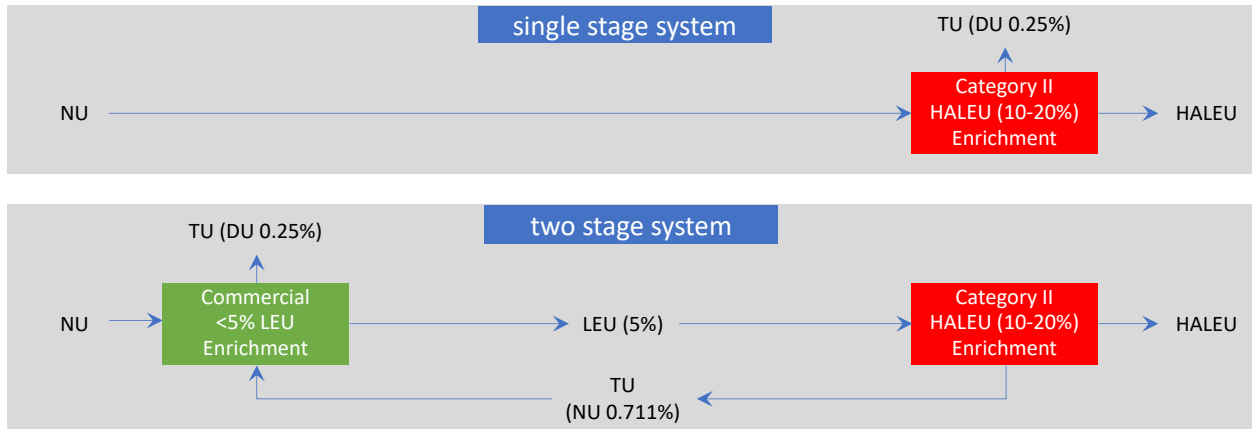 single stage system
TU (DU 0.25%)
NU
Category II
HALEU (10-20%)
Enrichment
HALEU
two stage system
TU (DU 0.25%)
NU
Commercial
<5% LEU
Enrichment
LEU (5%)
Category II
HALEU (10-20%)
Enrichment
HALEU
TU
(NU 0.711%)